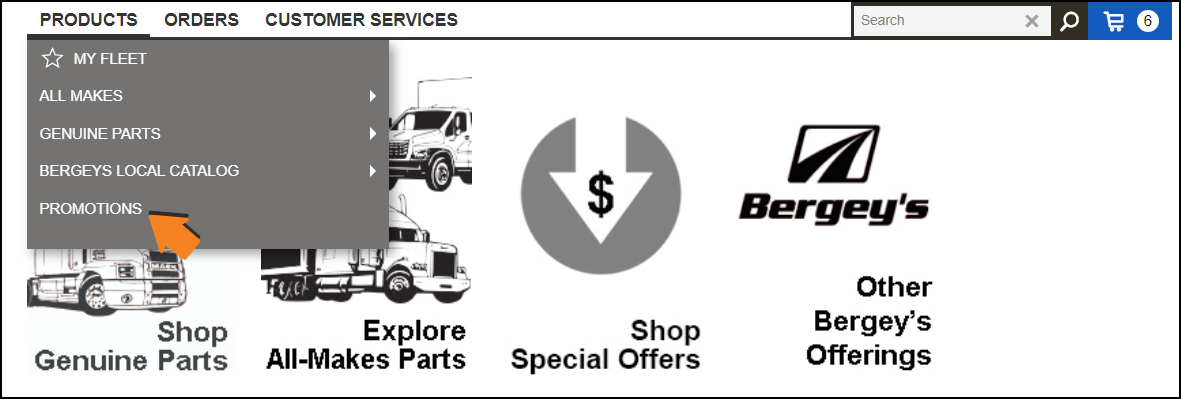 PRODUCTS ORDERS CUSTOMER SERVICES Search 6
MY FLEET
ALL MAKES
GENUINE PARTS
BERGEYS LOCAL CATALOG
PROMOTIONS
Shop
Genuine Parts
Explore
All-Makes Parts
$
Shop
Special Offers
Bergey's
Other
Bergey's
Offerings